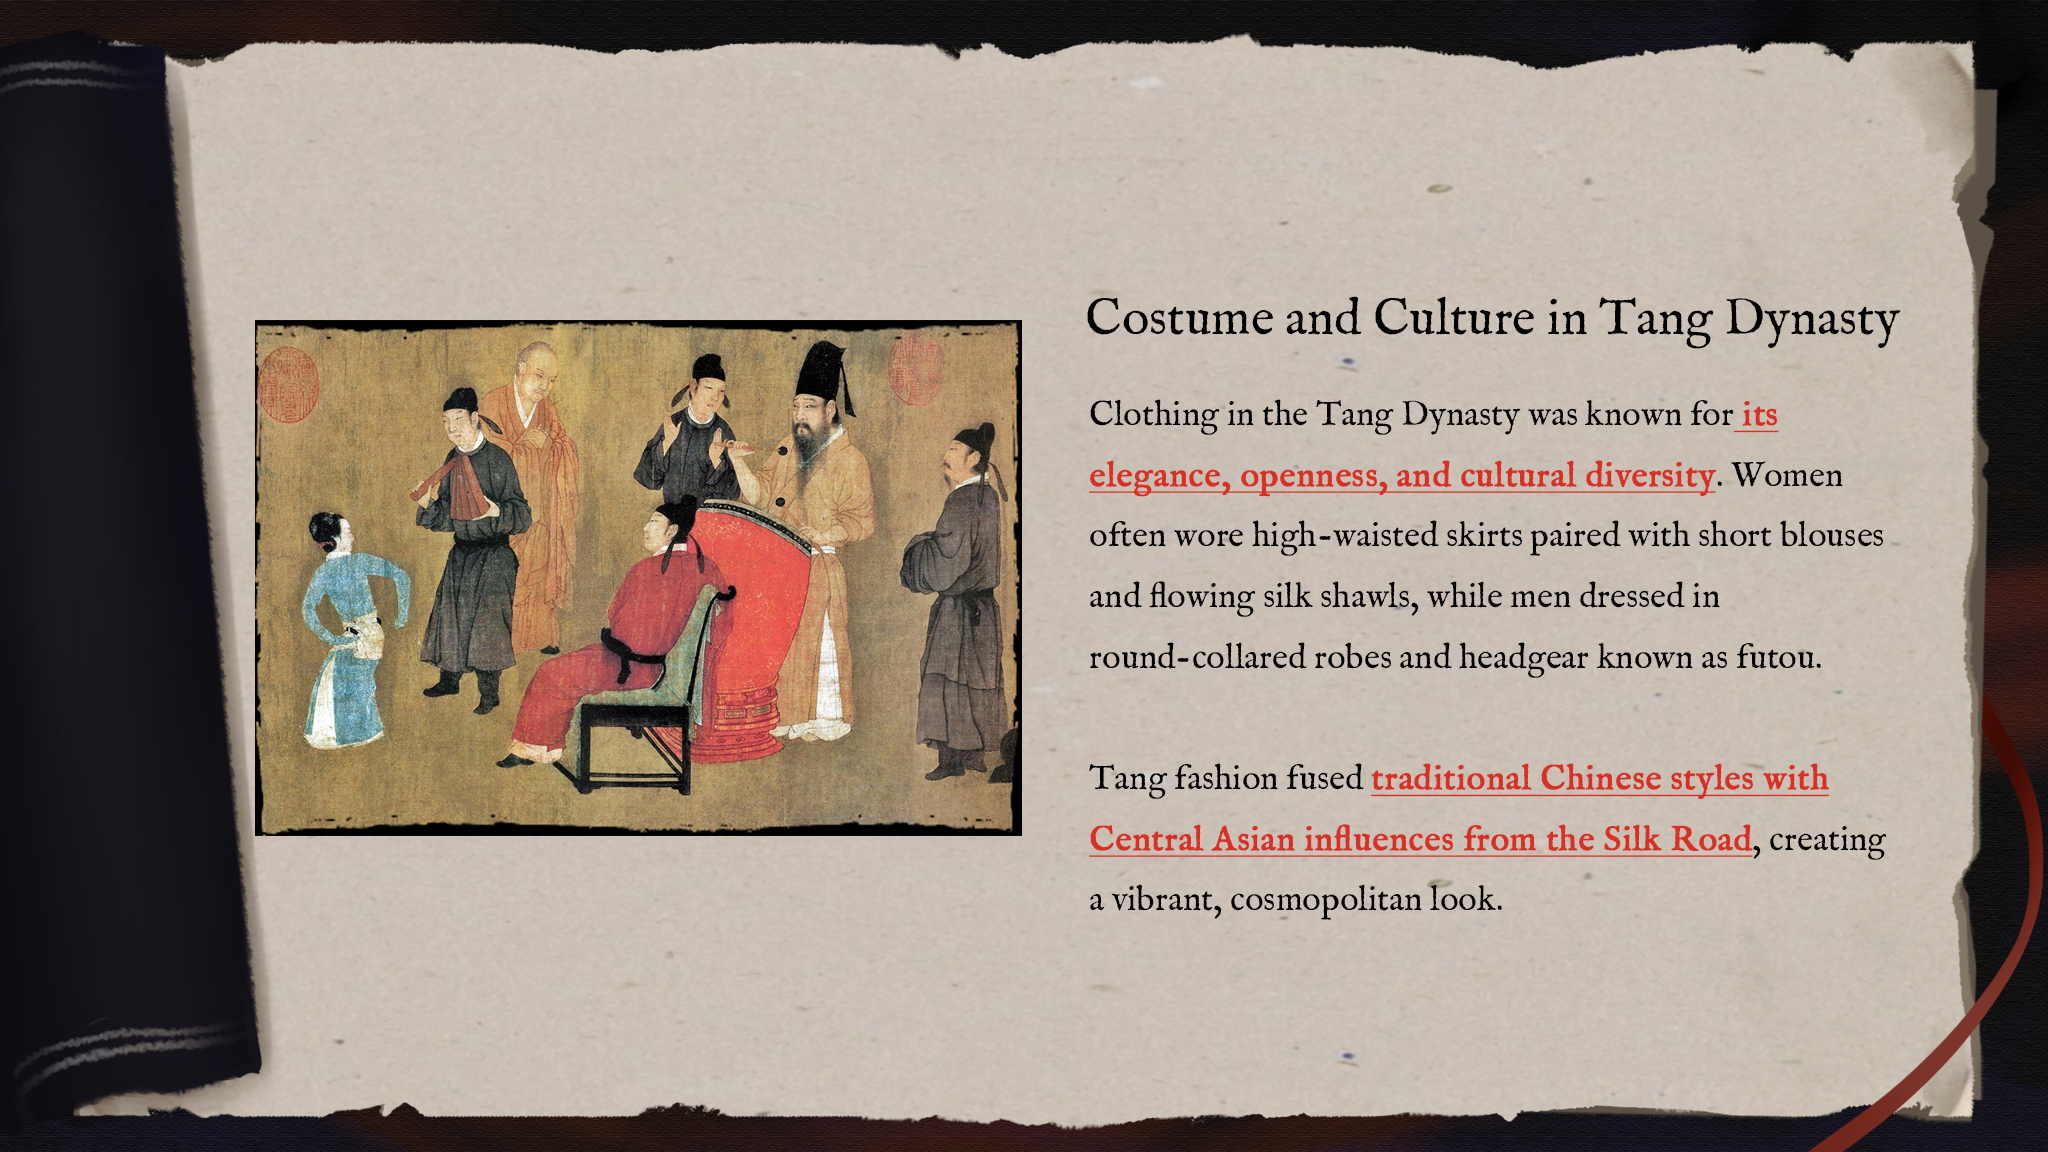 Costume and Culture in Tang Dynasty
Clothing in the Tang Dynasty was known for its
elegance, openness, and cultural diversity. Women
often wore high-waisted skirts paired with short blouses
and flowing silk shawls, while men dressed in
round-collared robes and headgear known as futou.
Tang fashion fused traditional Chinese styles with
Central Asian influences from the Silk Road, creating
a vibrant, cosmopolitan look.